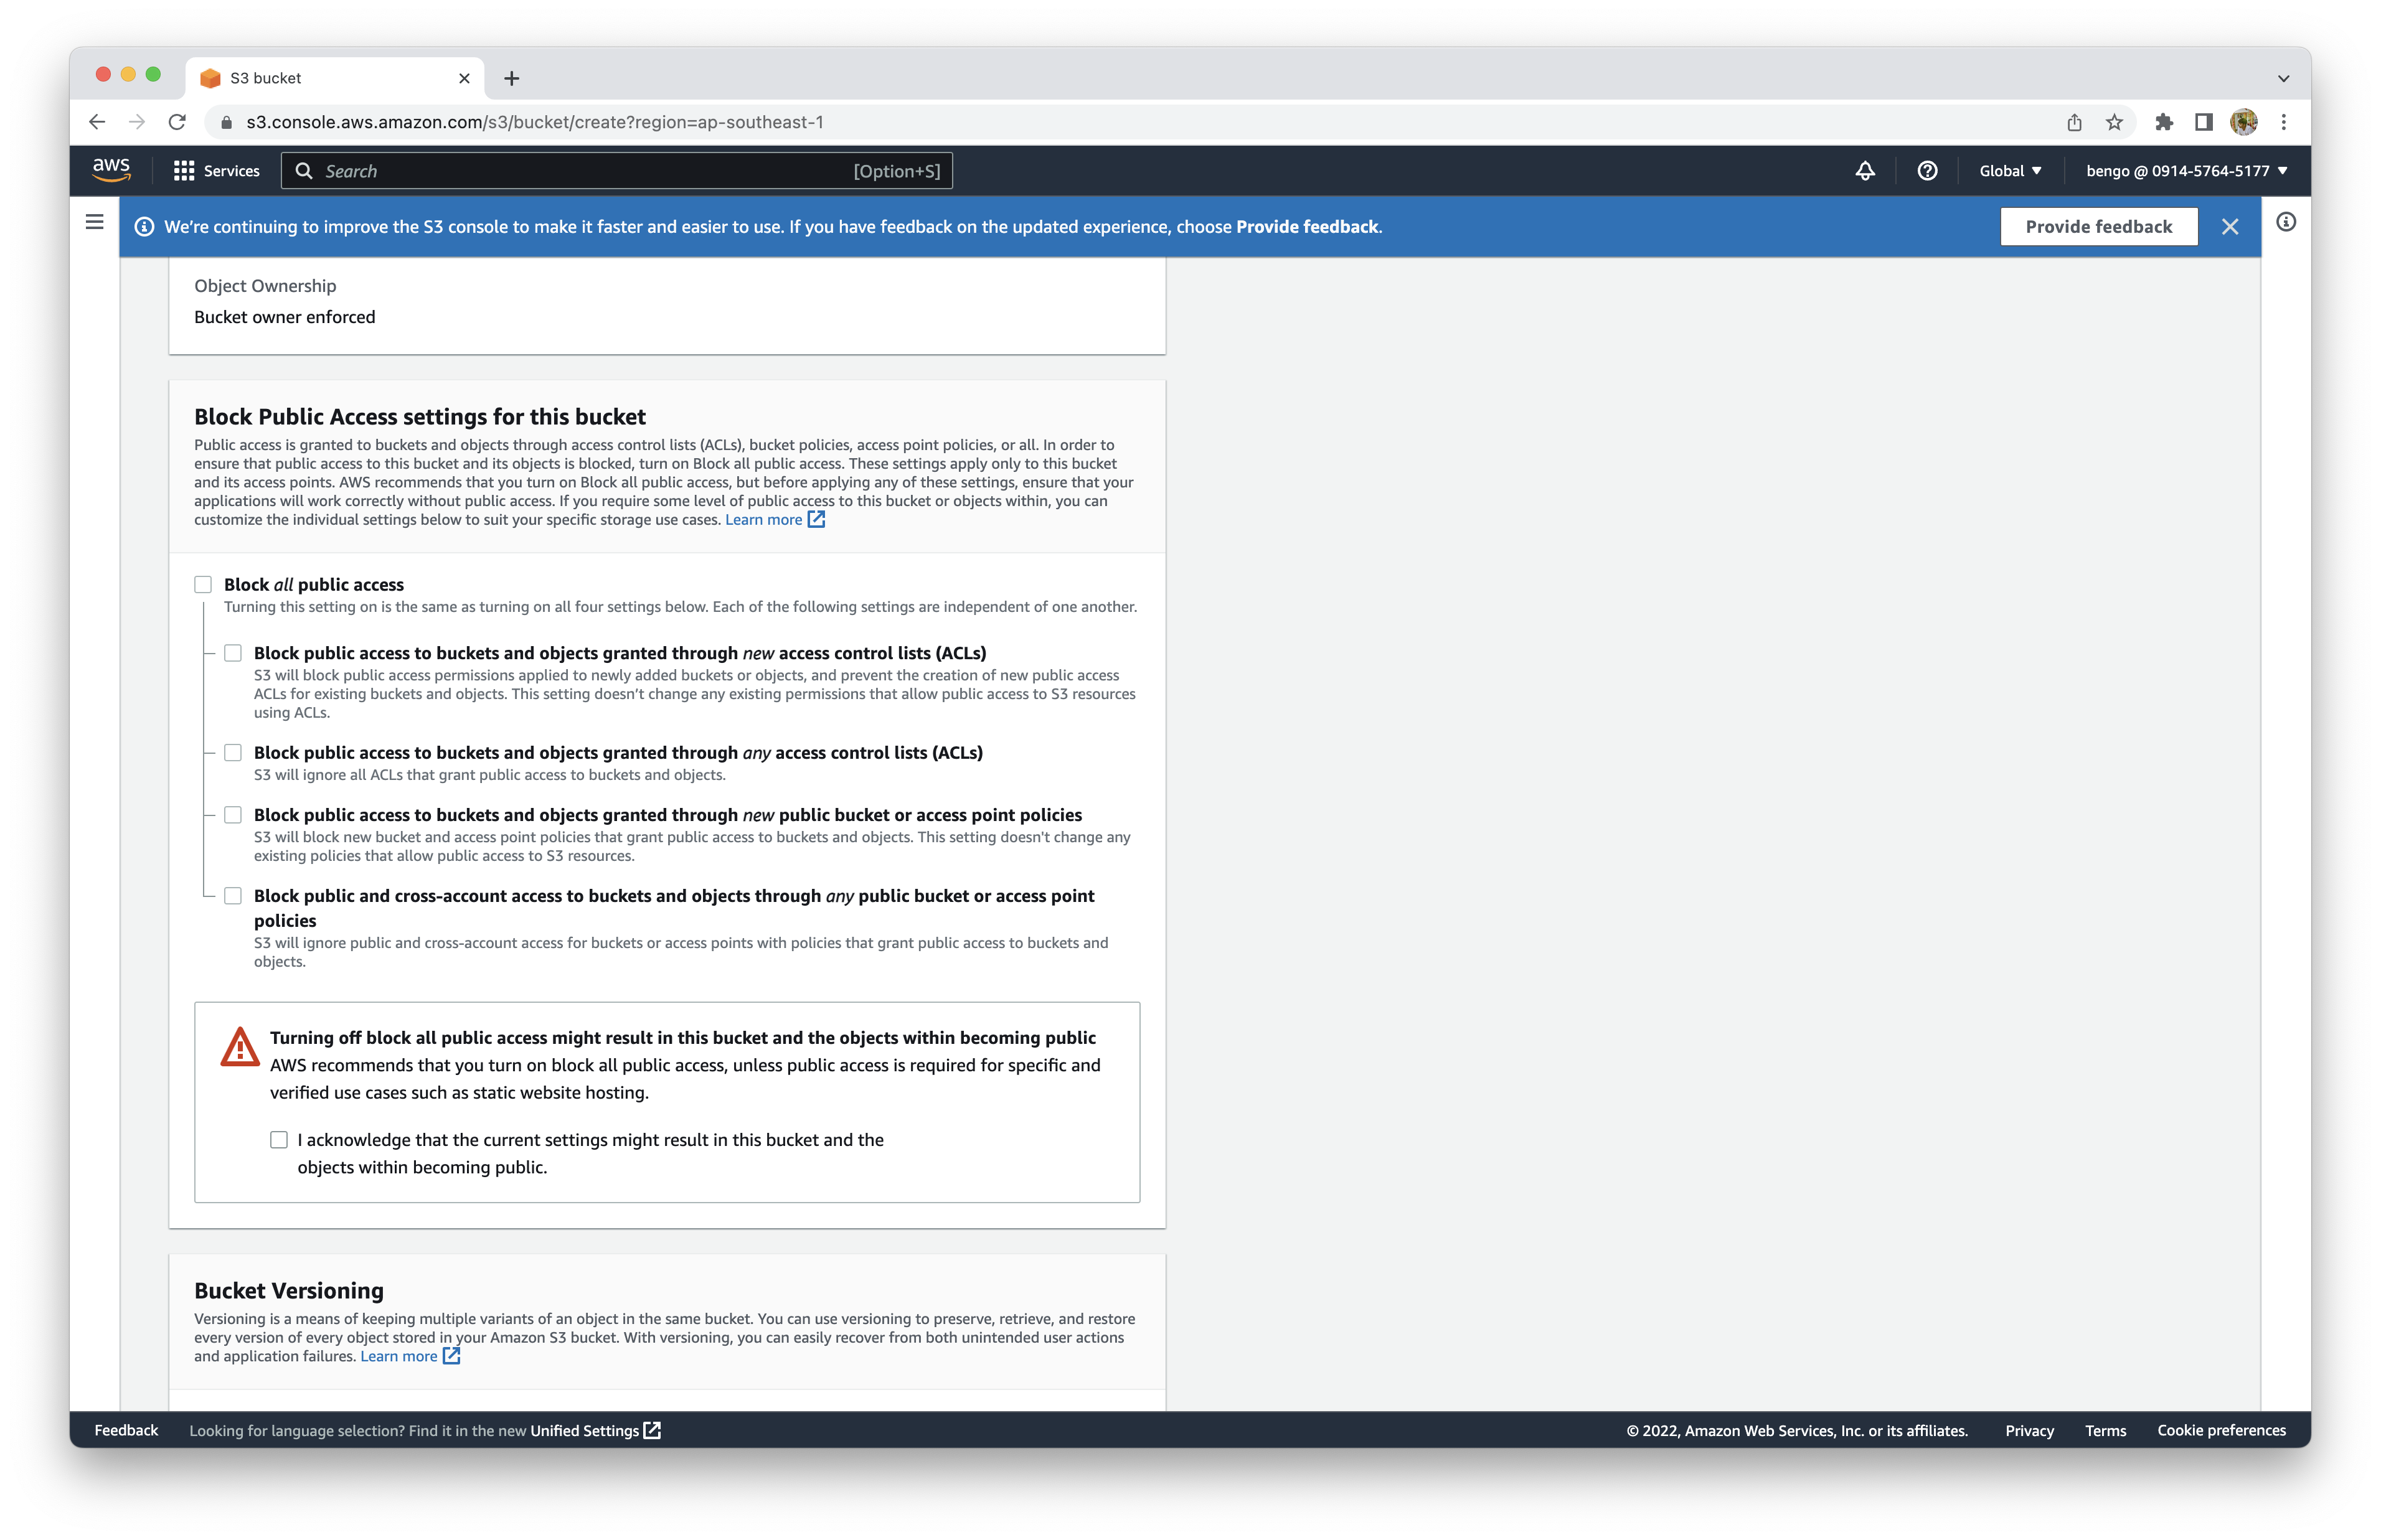 S3 bucket
s3.console.aws.amazon.com/s3/bucket/create?region=ap-southeast-1
aws
Services
Search
[Option+S]
Global
bengo @ 0914-5764-5177
We're continuing to improve the S3 console to make it faster and easier to use. If you have feedback on the updated experience, choose Provide feedback.
Provide feedback
Object Ownership
Bucket owner enforced
Block Public Access settings for this bucket
Public access is granted to buckets and objects through access control lists (ACLs), bucket policies, access point policies, or all. In order to
ensure that public access to this bucket and its objects is blocked, turn on Block all public access. These settings apply only to this bucket
and its access points. AWS recommends that you turn on Block all public access, but before applying any of these settings, ensure that your
applications will work correctly without public access. If you require some level of public access to this bucket or objects within, you can
customize the individual settings below to suit your specific storage use cases. Learn more
Block all public access
Turning this setting on is the same as turning on all four settings below. Each of the following settings are independent of one another.
Block public access to buckets and objects granted through new access control lists (ACLs)
S3 will block public access permissions applied to newly added buckets or objects, and prevent the creation of new public access
ACLs for existing buckets and objects. This setting doesn't change any existing permissions that allow public access to S3 resources
using ACLs.
Block public access to buckets and objects granted through any access control lists (ACLs)
S3 will ignore all ACLs that grant public access to buckets and objects.
Block public access to buckets and objects granted through new public bucket or access point policies
S3 will block new bucket and access point policies that grant public access to buckets and objects. This setting doesn't change any
existing policies that allow public access to S3 resources.
Block public and cross-account access to buckets and objects through any public bucket or access point
policies
S3 will ignore public and cross-account access for buckets or access points with policies that grant public access to buckets and
objects.
Turning off block all public access might result in this bucket and the objects within becoming public
AWS recommends that you turn on block all public access, unless public access is required for specific and
verified use cases such as static website hosting.
I acknowledge that the current settings might result in this bucket and the
objects within becoming public.
Bucket Versioning
Versioning is a means of keeping multiple variants of an object in the same bucket. You can use versioning to preserve, retrieve, and restore
every version of every object stored in your Amazon S3 bucket. With versioning, you can easily recover from both unintended user actions
and application failures. Learn more
Feedback
Looking for language selection? Find it in the new Unified Settings
© 2022, Amazon Web Services, Inc. or its affiliates.
Privacy
Terms
Cookie preferences